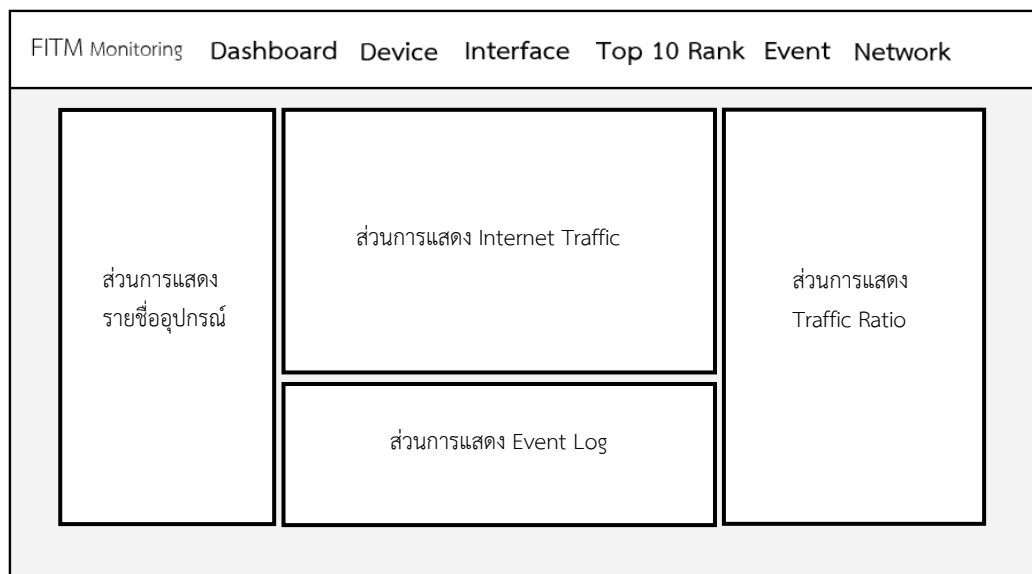 FITM Monitoring Dashboard Device Interface Top 10 Rank Event Network
ส่วนการแสดง
รายชื่ออุปกรณ์
ส่วนการแสดง Internet Traffic
ส่วนการแสดง Event Log
ส่วนการแสดง
Traffic Ratio